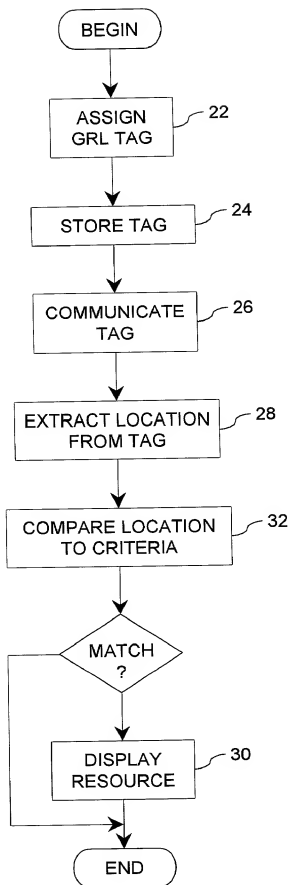 BEGIN
ASSIGN
GRL TAG
22
STORE TAG
24
COMMUNICATE
TAG
26
EXTRACT LOCATION
FROM TAG
28
COMPARE LOCATION
TO CRITERIA
32
MATCH
?
DISPLAY
RESOURCE
30
END